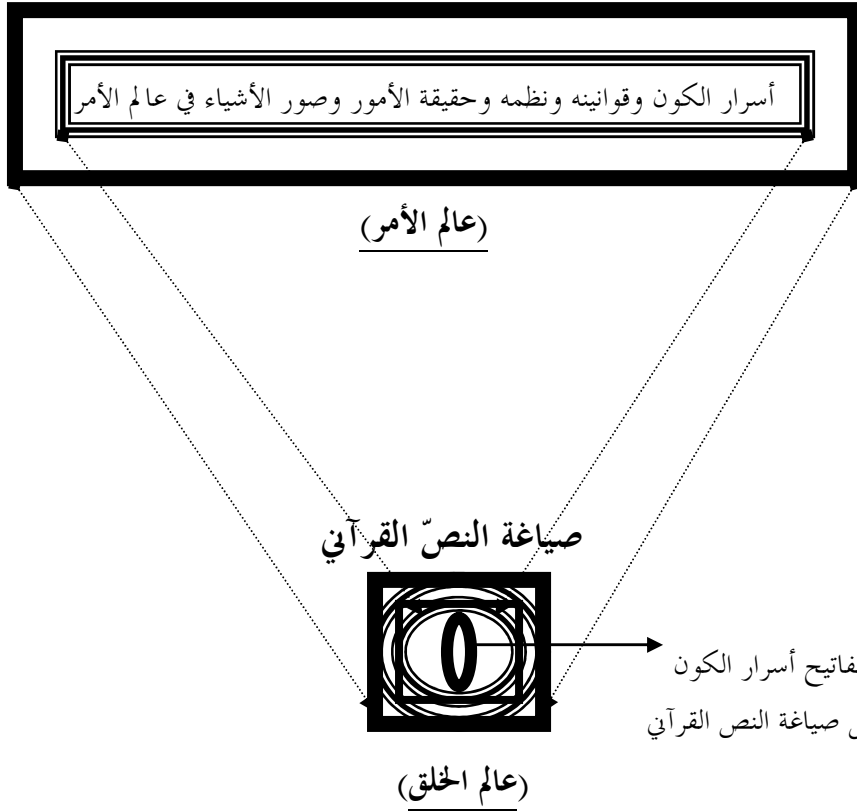 أسرار الكون وقوانينه ونظمه وحقيقة الأمور وصور الأشياء في عالم الأمر
(عالم الأمر)
صياغة النصّ القرآني
أسرار الكون
صياغة النص القرآني
(عالم الخلق)